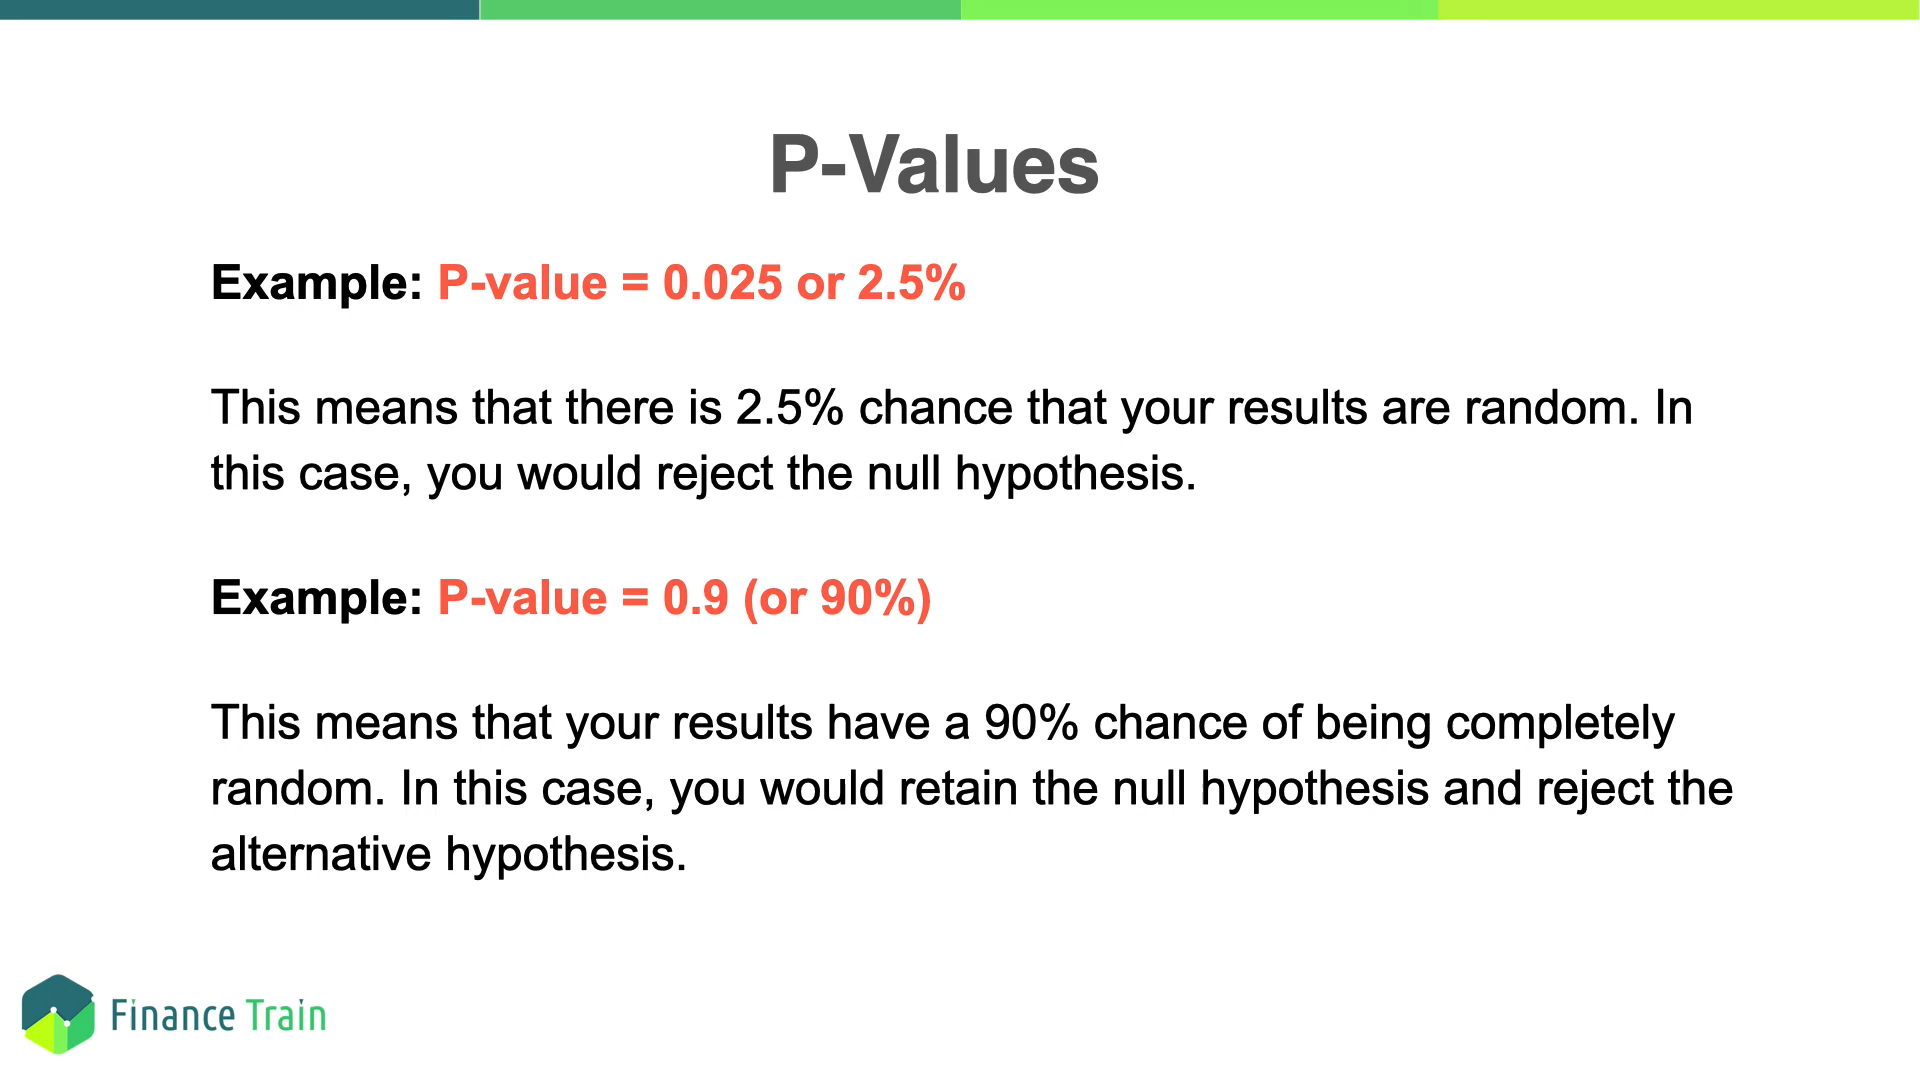 P-Values
Example: P-value = 0.025 or 2.5%
This means that there is 2.5% chance that your results are random. In
this case, you would reject the null hypothesis.
Example: P-value = 0.9 (or 90%)
This means that your results have a 90% chance of being completely
random. In this case, you would retain the null hypothesis and reject the
alternative hypothesis.
Finance Train